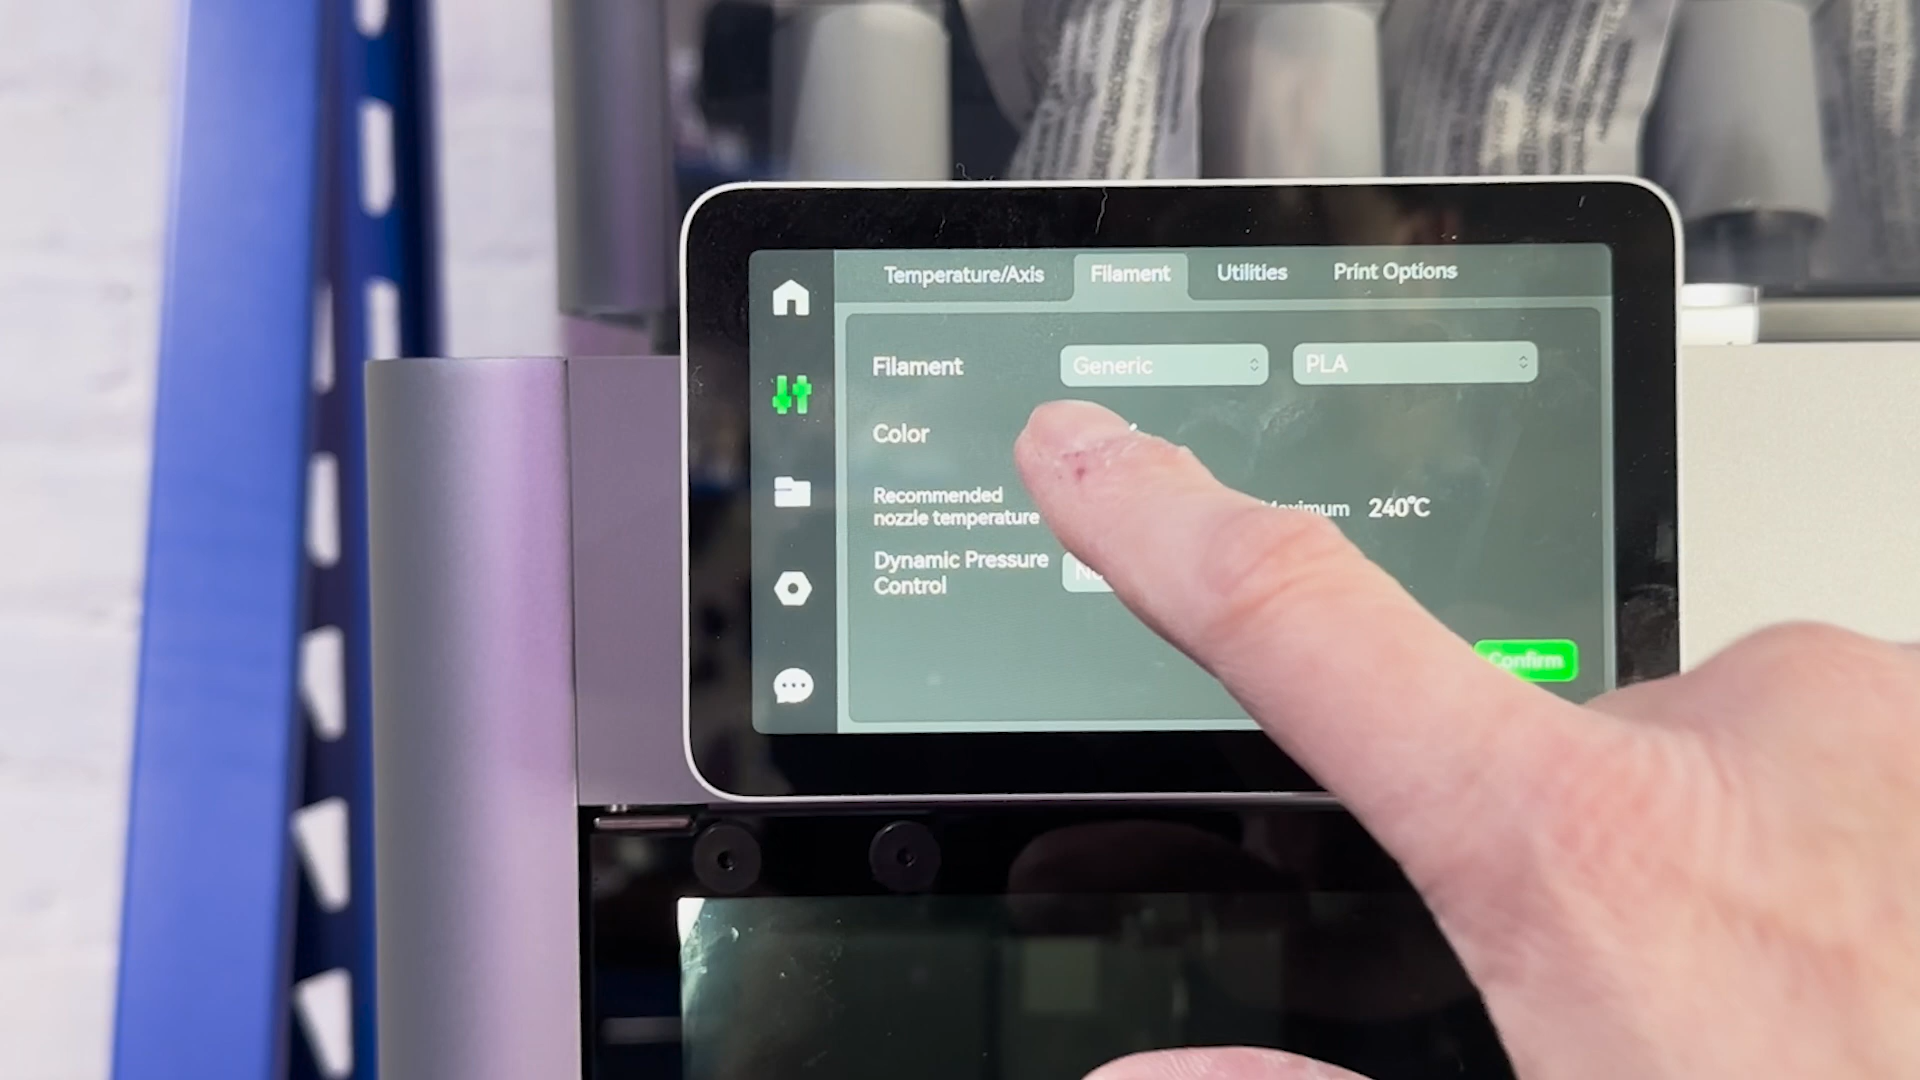 Temperature/Axis Filament Utilities Print Options
Filament Generic PLA
Color
Recommended
nozzle temperature
Maximum 240°C
Dynamic Pressure
Control
Confirm